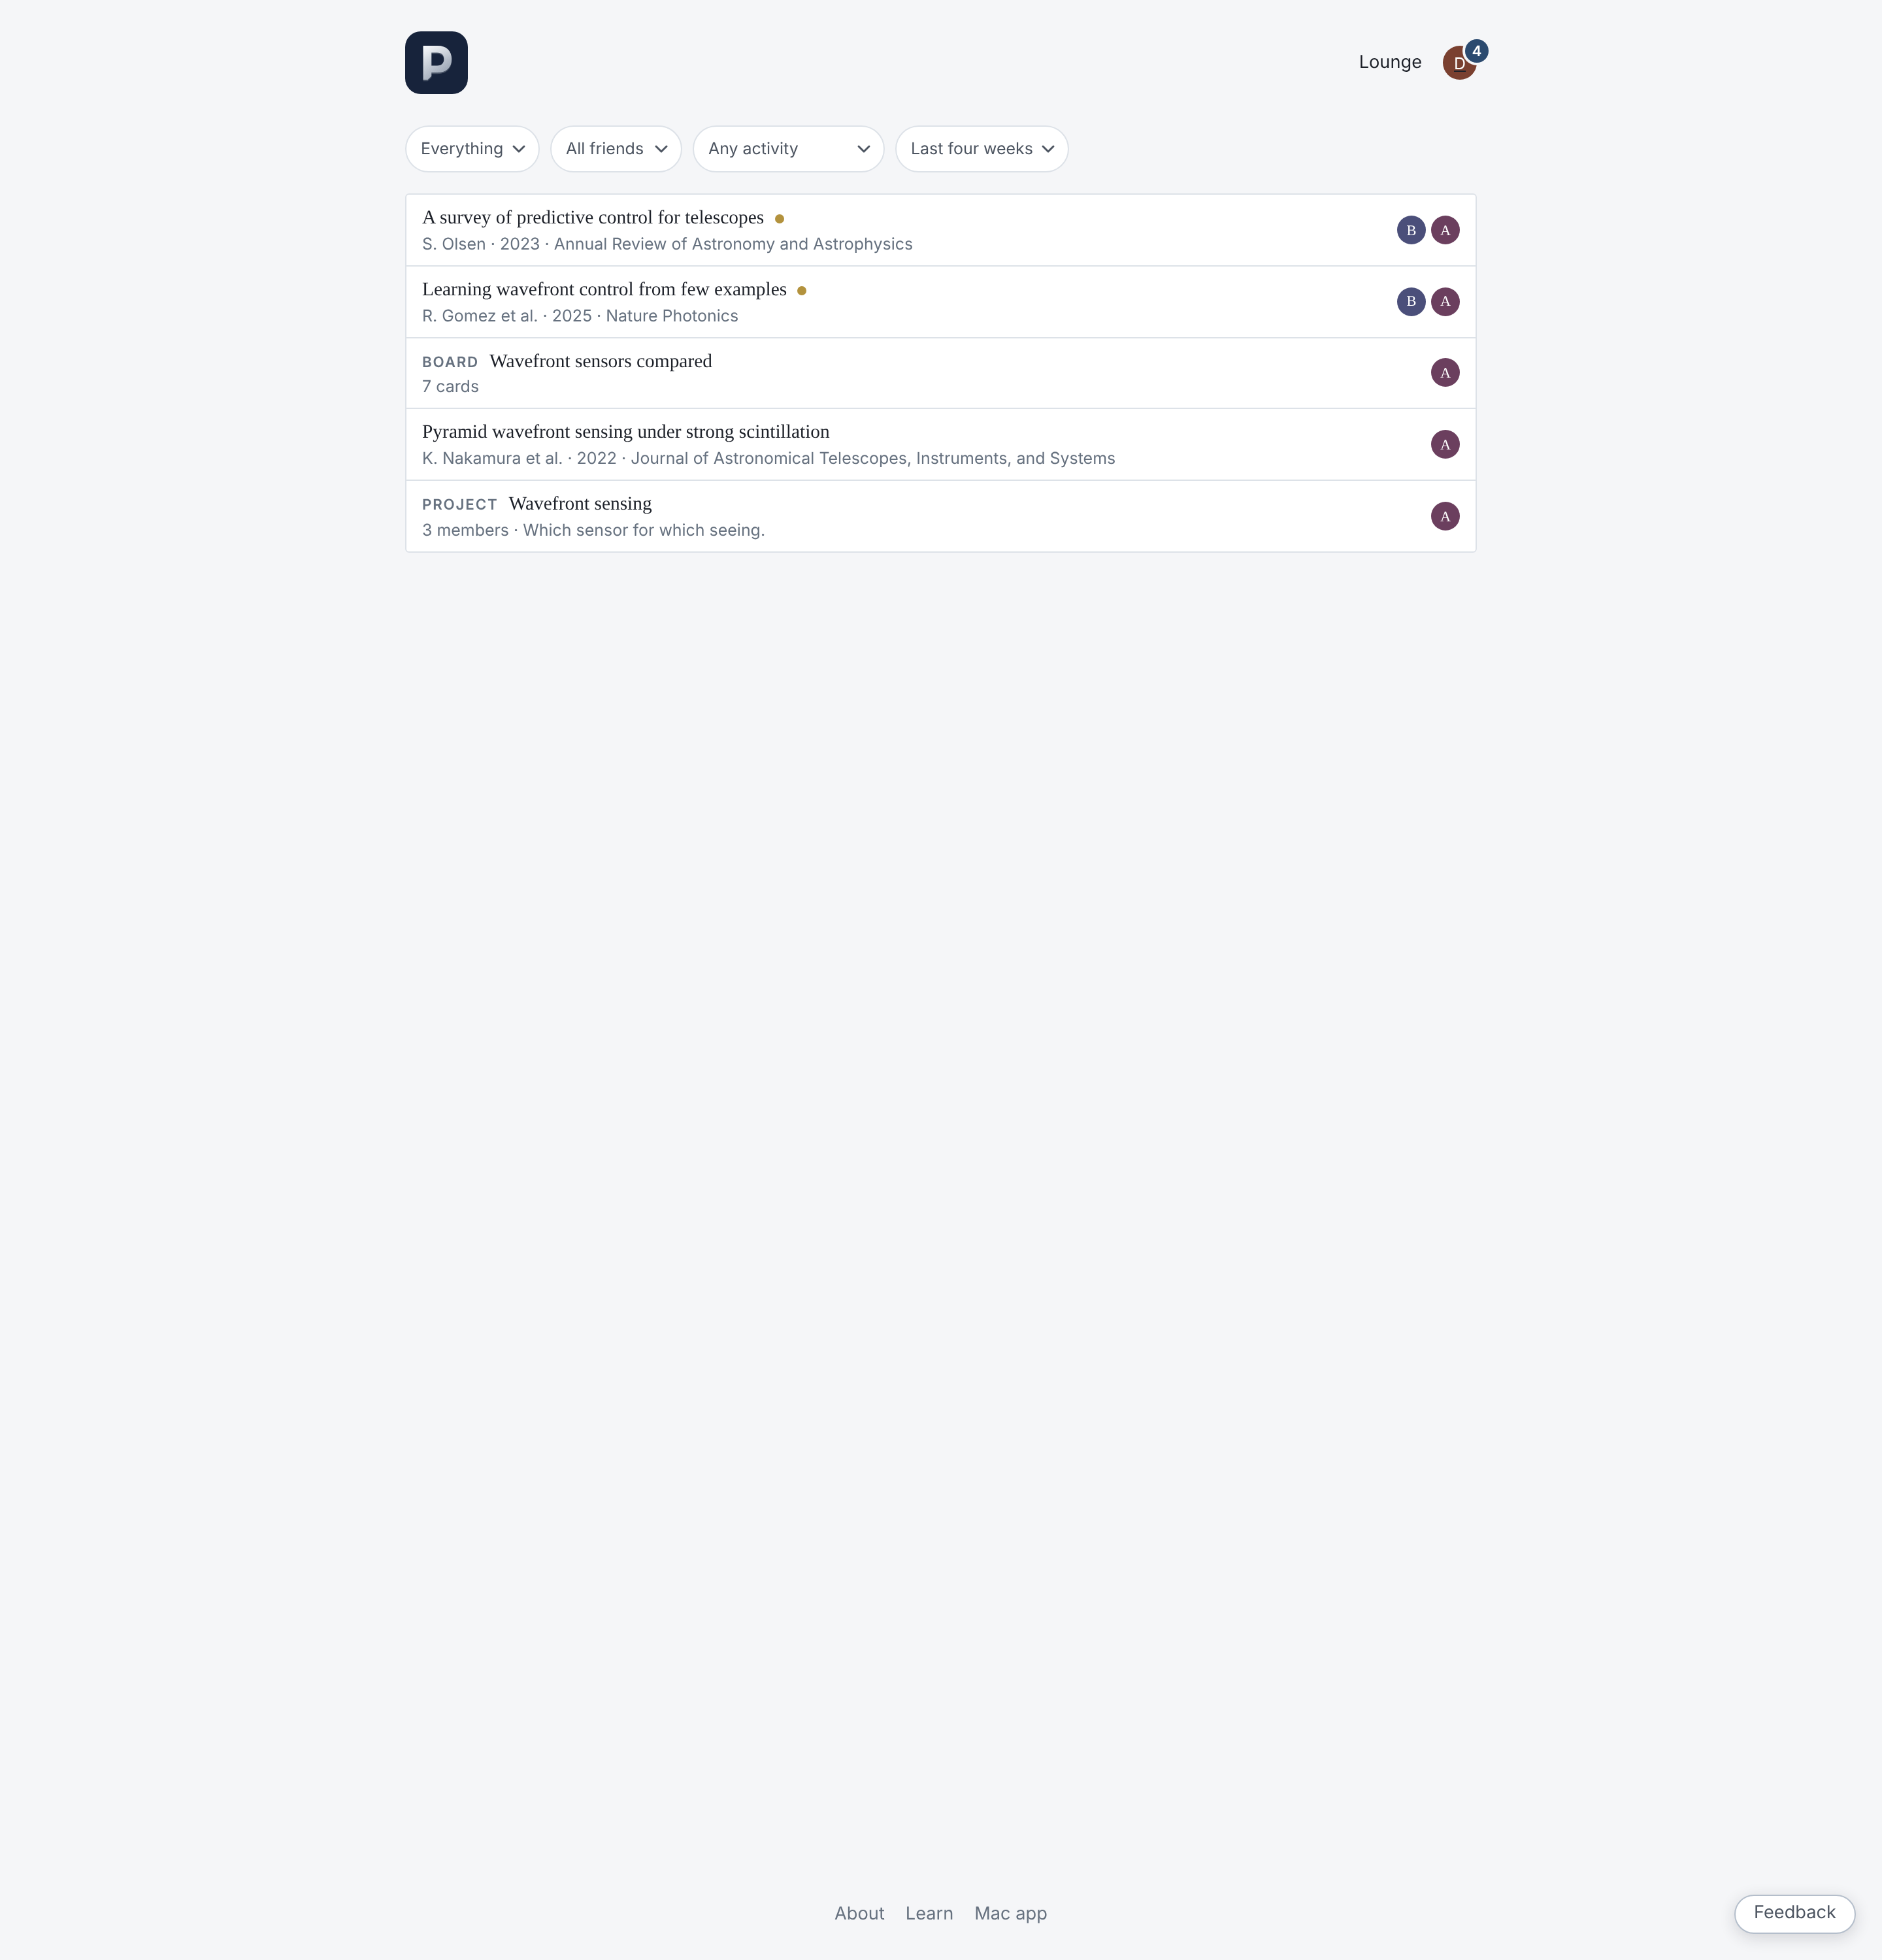 P
Lounge
D
4
Everything
All friends
Any activity
Last four weeks
A survey of predictive control for telescopes
S. Olsen · 2023 · Annual Review of Astronomy and Astrophysics
B A
Learning wavefront control from few examples
R. Gomez et al. · 2025 · Nature Photonics
B A
BOARD Wavefront sensors compared
7 cards
A
Pyramid wavefront sensing under strong scintillation
K. Nakamura et al. · 2022 · Journal of Astronomical Telescopes, Instruments, and Systems
A
PROJECT Wavefront sensing
3 members · Which sensor for which seeing.
A
About Learn Mac app
Feedback